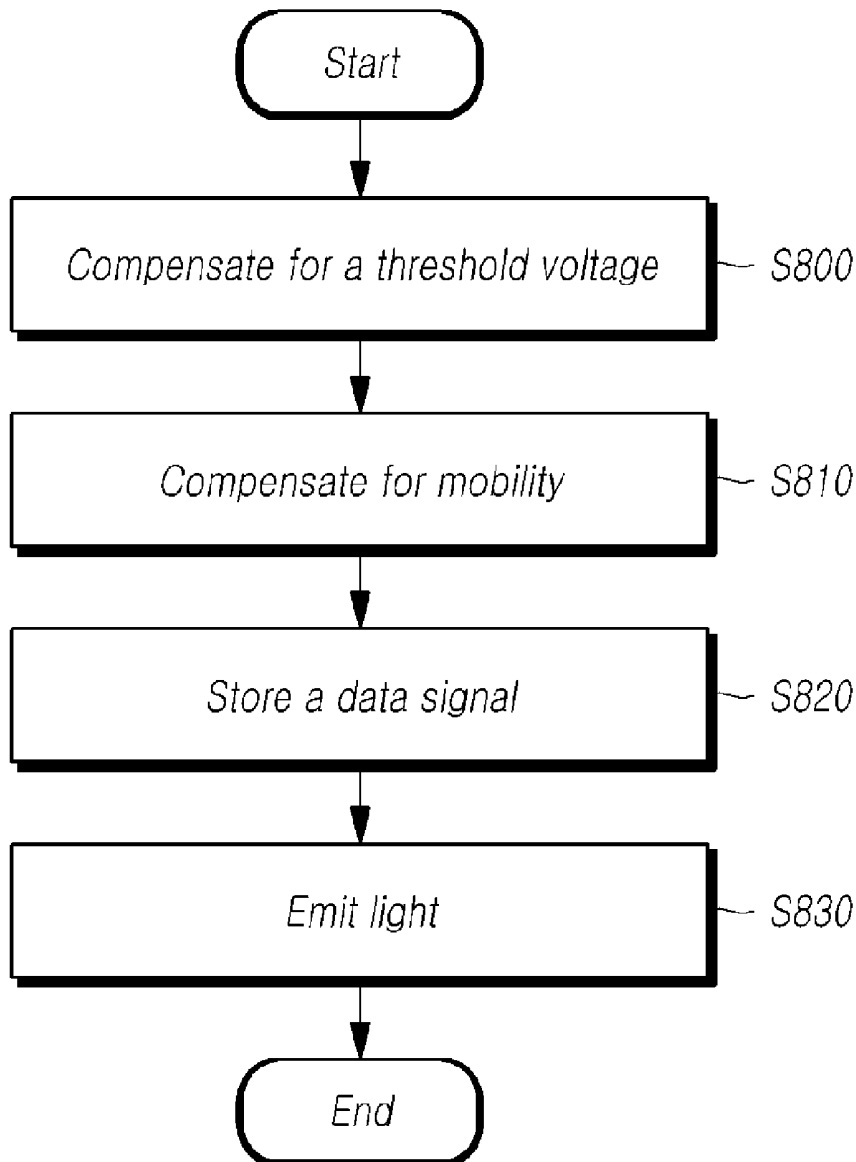 Start
Compensate for a threshold voltage
S800
Compensate for mobility
S810
Store a data signal
S820
Emit light
S830
End